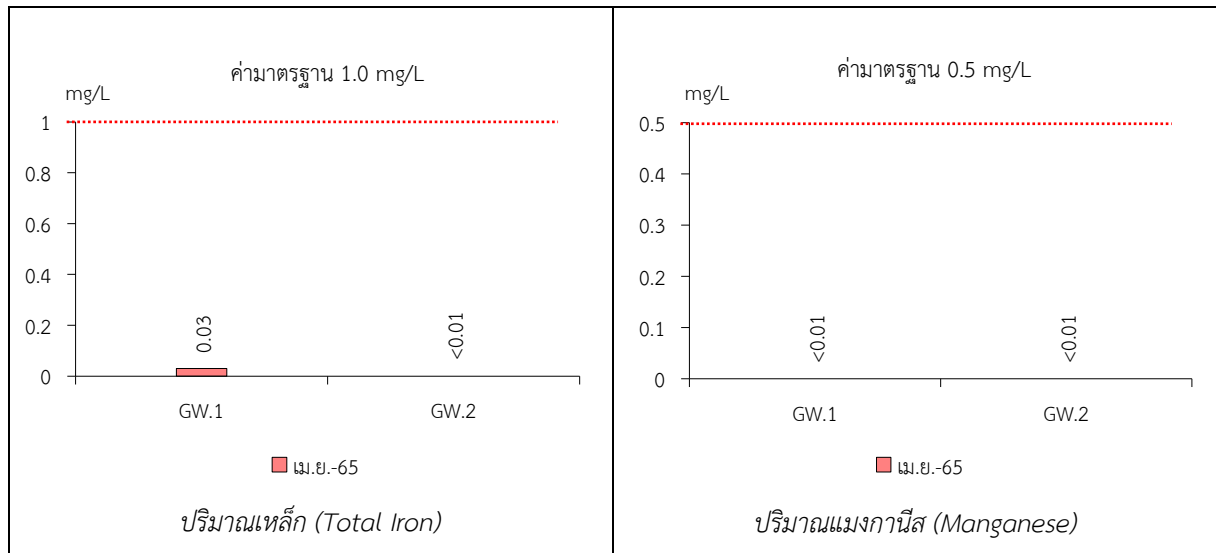 ค่ามาตรฐาน 1.0 mg/L
mg/L
1
0.8
0.6
0.4
0.2
0
0.03
<0.01
GW.1 GW.2
เม.ย.-65
ปริมาณเหล็ก (Total Iron)
ค่ามาตรฐาน 0.5 mg/L
mg/L
0.5
0.4
0.3
0.2
0.1
0
<0.01
<0.01
GW.1 GW.2
เม.ย.-65
ปริมาณแมงกานีส (Manganese)